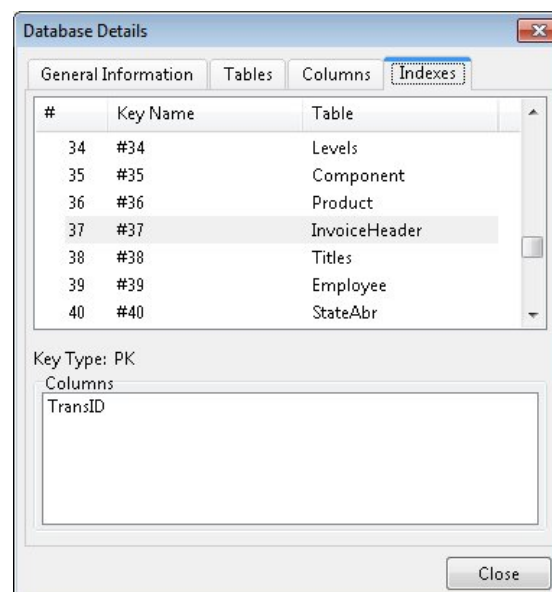 Database Details
General Information Tables Columns Indexes
# Key Name Table
34 #34 Levels
35 #35 Component
36 #36 Product
37 #37 InvoiceHeader
38 #38 Titles
39 #39 Employee
40 #40 StateAbr
Key Type: PK
Columns
TransID
Close